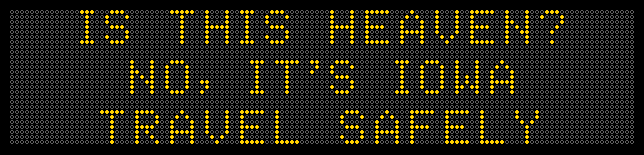 IS THIS HEAVEN?
NO, IT'S IOWA
TRAVEL SAFELY